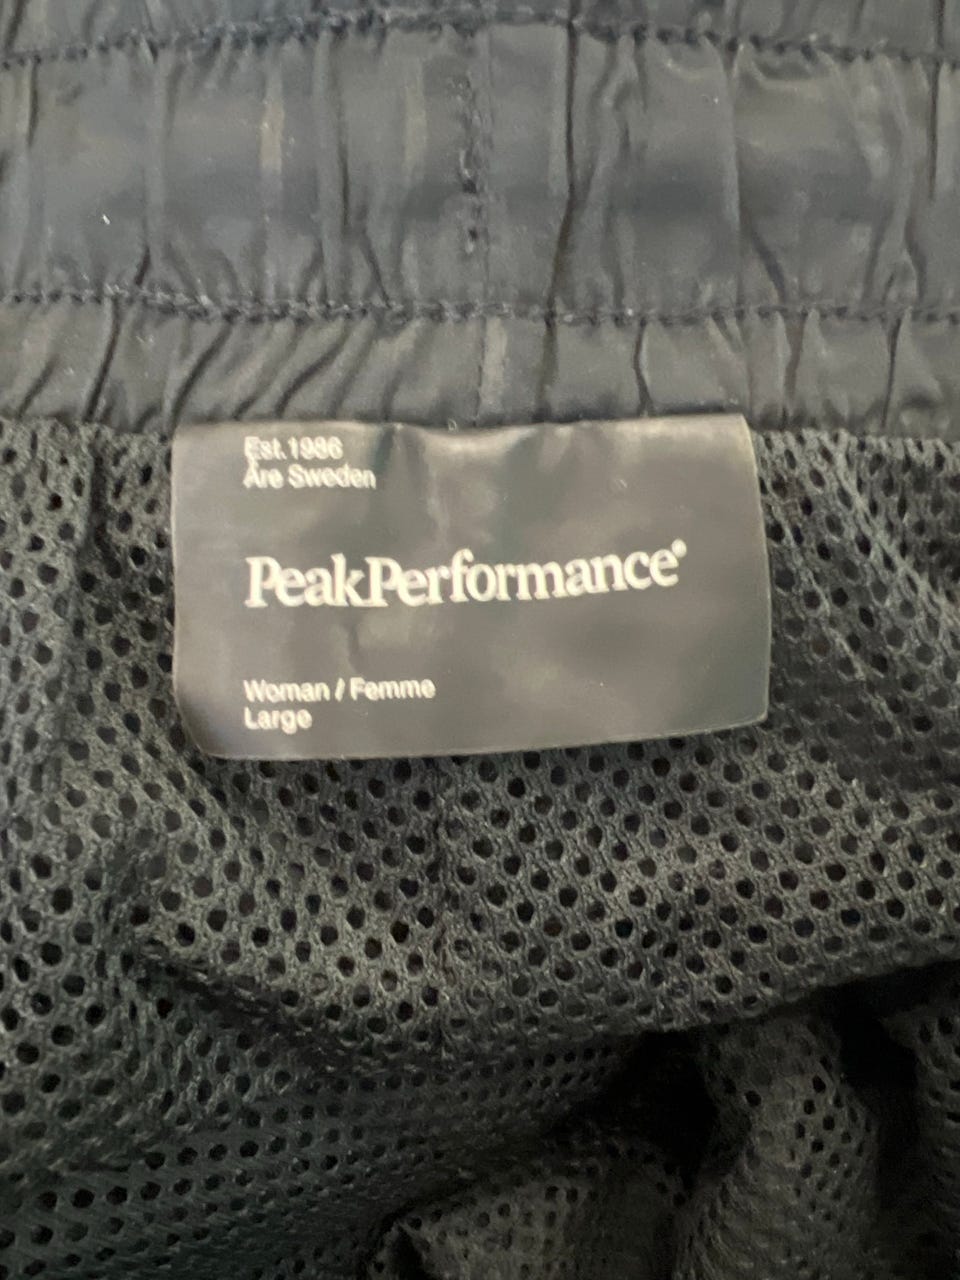 Est.1986
Åre Sweden
PeakPerformance®
Woman / Femme
Large